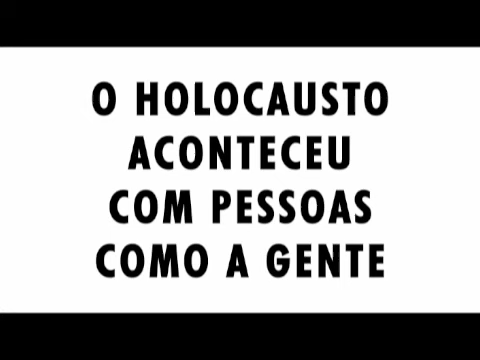 O HOLOCAUSTO
ACONTECEU
COM PESSOAS
COMO A GENTE